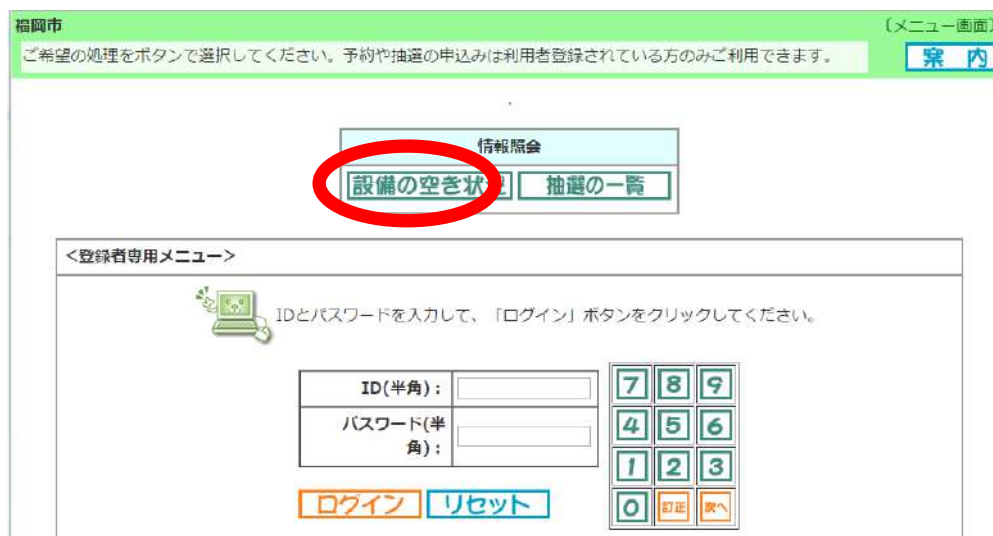 福岡市
〔メニュー画面〕
ご希望の処理をボタンで選択してください。予約や抽選の申込みは利用者登録されている方のみご利用できます。
案 内
情報照会
設備の空き状況 抽選の一覧
<登録者専用メニュー>
IDとパスワードを入力して、「ログイン」ボタンをクリックしてください。
ID(半角):
パスワード(半
角):
7 8 9
4 5 6
1 2 3
0 訂正 次へ
ログイン リセット